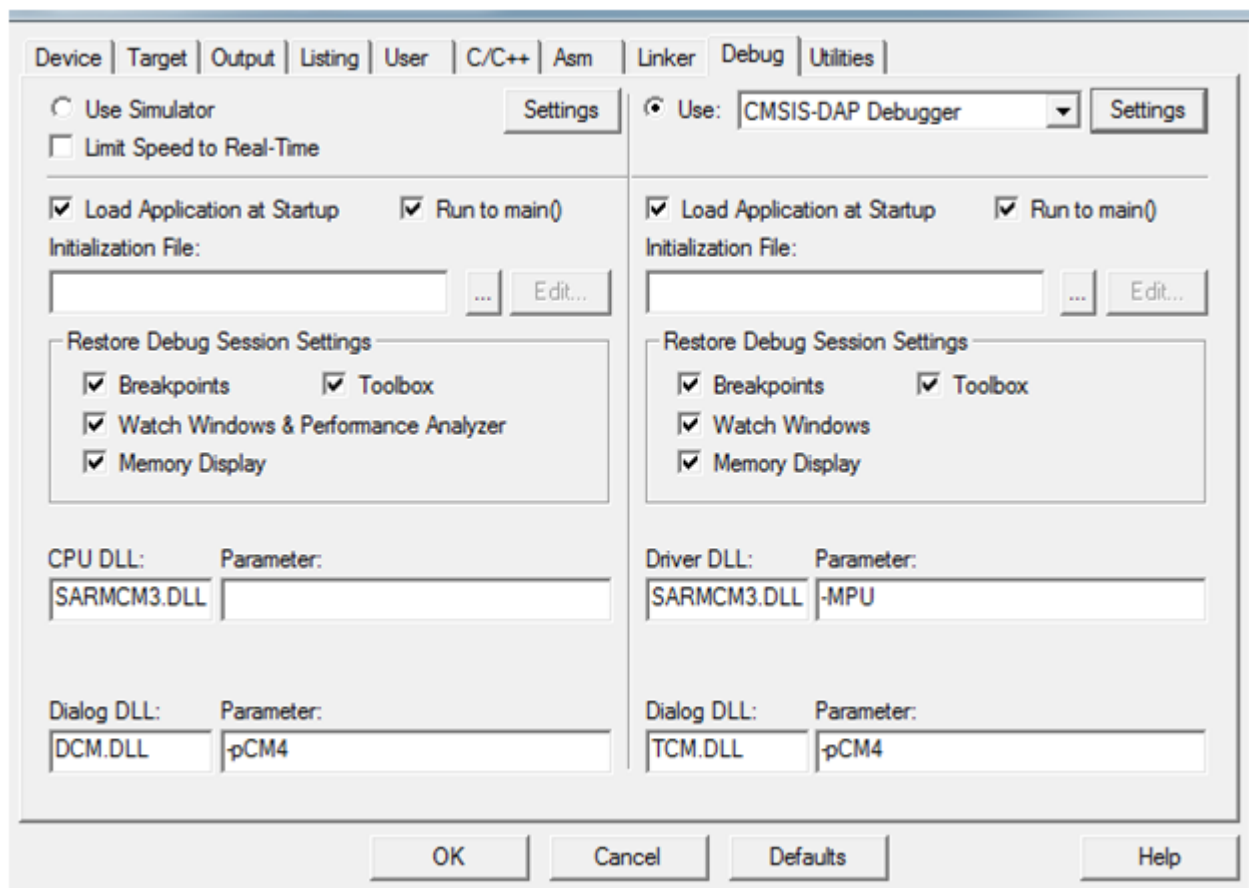 Device Target Output Listing User C/C++ Asm Linker Debug Utilities
Use Simulator Settings
Limit Speed to Real-Time
Use: CMSIS-DAP Debugger Settings
Load Application at Startup Run to main()
Initialization File:
... Edit...
Restore Debug Session Settings
Breakpoints Toolbox
Watch Windows & Performance Analyzer
Memory Display
CPU DLL: Parameter:
SARMCM3.DLL
Dialog DLL: Parameter:
DCM.DLL -pCM4
Load Application at Startup Run to main()
Initialization File:
... Edit...
Restore Debug Session Settings
Breakpoints Toolbox
Watch Windows
Memory Display
Driver DLL: Parameter:
SARMCM3.DLL -MPU
Dialog DLL: Parameter:
TCM.DLL -pCM4
OK Cancel Defaults Help